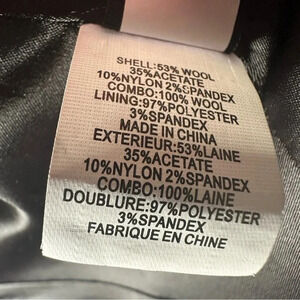 SHELL:53% WOOL
35%ACETATE
10%NYLON 2%SPANDEX
COMBO:100% WOOL
LINING:97%POLYESTER
3%SPANDEX
MADE IN CHINA
EXTERIEUR:53%LAINE
35%ACETATE
10%NYLON 2%SPANDEX
COMBO:100%LAINE
DOUBLURE:97%POLYESTER
3%SPANDEX
FABRIQUE EN CHINE